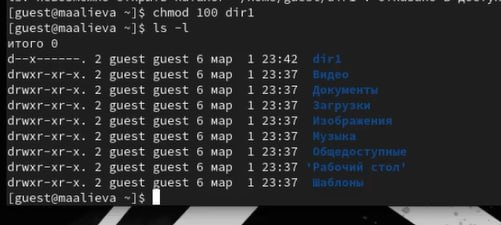 [guest@maalieva ~]$ chmod 100 dir1
[guest@maalieva ~]$ ls -l
итого 0
d--x------. 2 guest guest 6 мар  1 23:42  dir1
drwxr-xr-x. 2 guest guest 6 мар  1 23:37  Видео
drwxr-xr-x. 2 guest guest 6 мар  1 23:37  Документы
drwxr-xr-x. 2 guest guest 6 мар  1 23:37  Загрузки
drwxr-xr-x. 2 guest guest 6 мар  1 23:37  Изображения
drwxr-xr-x. 2 guest guest 6 мар  1 23:37  Музыка
drwxr-xr-x. 2 guest guest 6 мар  1 23:37  Общедоступные
drwxr-xr-x. 2 guest guest 6 мар  1 23:37 'Рабочий стол'
drwxr-xr-x. 2 guest guest 6 мар  1 23:37  Шаблоны
[guest@maalieva ~]$